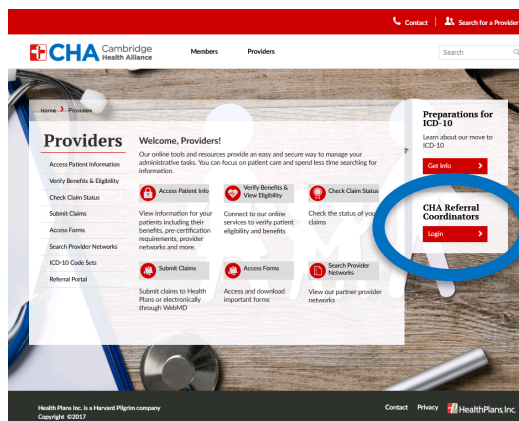 Contact
Search for a Provider
CHA Cambridge
Health Alliance
Members
Providers
Search
Home
Providers
Providers
Access Patient Information
Verify Benefits & Eligibility
Check Claim Status
Submit Claims
Access Forms
Search Provider Networks
ICD-10 Code Sets
Referral Portal
Welcome, Providers!
Our online tools and resources provide an easy and secure way to manage your
administrative tasks. You can focus on patient care and spend less time searching for
information.
Access Patient Info
View information for your
patients including their
benefits, pre-certification
requirements, provider
networks and more.
Verify Benefits &
View Eligibility
Connect to our online
services to verify patient
eligibility and benefits
Check Claim Status
Check the status of your
claims
Submit Claims
Submit claims to Health
Plans or electronically
through WebMD
Access Forms
Access and download
important forms
Search Provider
Networks
View our partner provider
networks
Preparations for
ICD-10
Learn about our move to
ICD-10
Get Info
CHA Referral
Coordinators
Login
Health Plans Inc. is a Harvard Pilgrim company
Copyright ©2017
Contact
Privacy
HealthPlans, Inc.